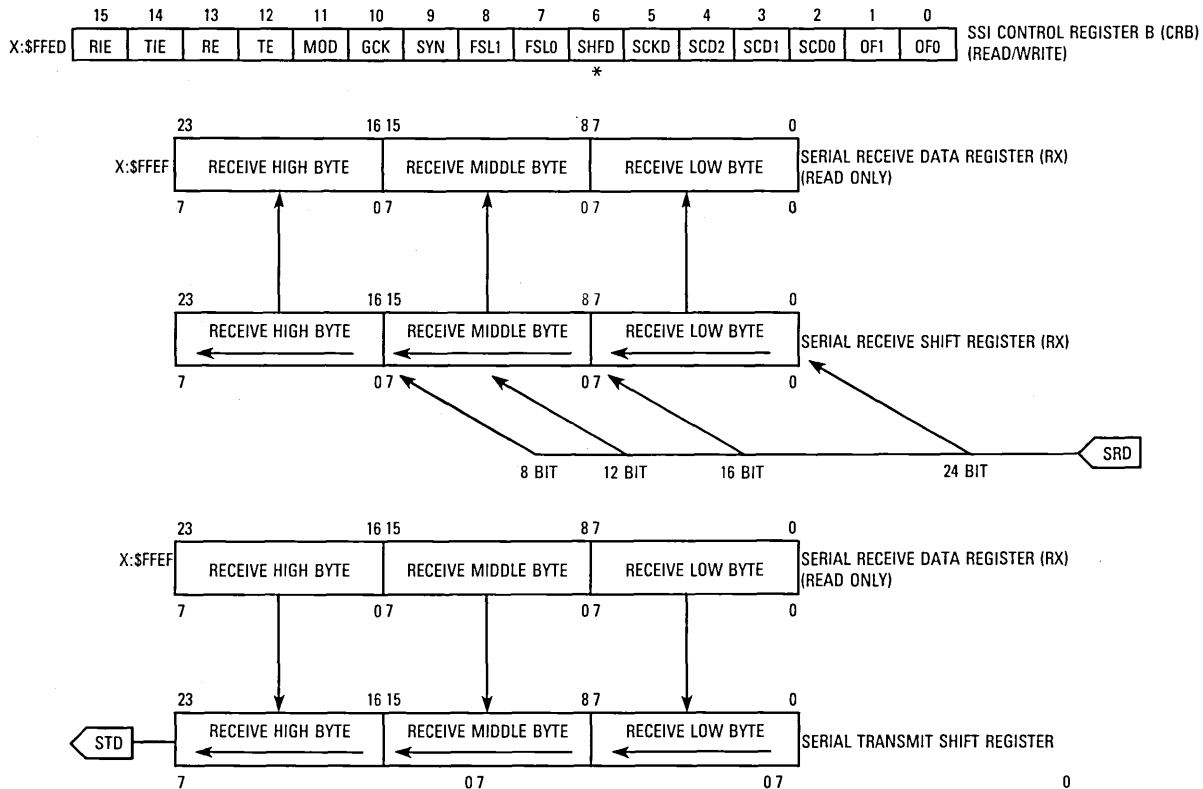 15 14 13 12 11 10 9 8 7 6 5 4 3 2 1 0
X:$FFED RIE TIE RE TE MOD GCK SYN FSL1 FSL0 SHFD SCKD SCD2 SCD1 SCD0 OF1 OF0 SSI CONTROL REGISTER B (CRB)
(READ/WRITE)
*
23 16 15 8 7 0
X:$FFEF RECEIVE HIGH BYTE RECEIVE MIDDLE BYTE RECEIVE LOW BYTE SERIAL RECEIVE DATA REGISTER (RX)
(READ ONLY)
7 0 7 0 7 0
23 16 15 8 7 0
RECEIVE HIGH BYTE RECEIVE MIDDLE BYTE RECEIVE LOW BYTE SERIAL RECEIVE SHIFT REGISTER (RX)
7 0 7 0 7 0
SRD
8 BIT 12 BIT 16 BIT 24 BIT
23 16 15 8 7 0
X:$FFEF RECEIVE HIGH BYTE RECEIVE MIDDLE BYTE RECEIVE LOW BYTE SERIAL RECEIVE DATA REGISTER (RX)
(READ ONLY)
7 0 7 0 7 0
23 16 15 8 7 0
RECEIVE HIGH BYTE RECEIVE MIDDLE BYTE RECEIVE LOW BYTE
STD SERIAL TRANSMIT SHIFT REGISTER
7 0 7 0 7 0